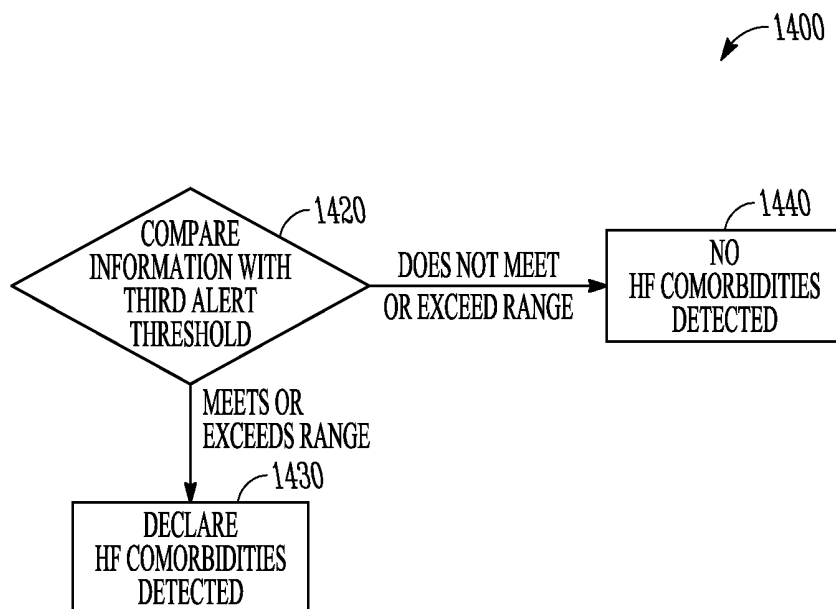 1400
1420
COMPARE
INFORMATION WITH
THIRD ALERT
THRESHOLD
DOES NOT MEET
OR EXCEED RANGE
1440
NO
HF COMORBIDITIES
DETECTED
MEETS OR
EXCEEDS RANGE
1430
DECLARE
HF COMORBIDITIES
DETECTED